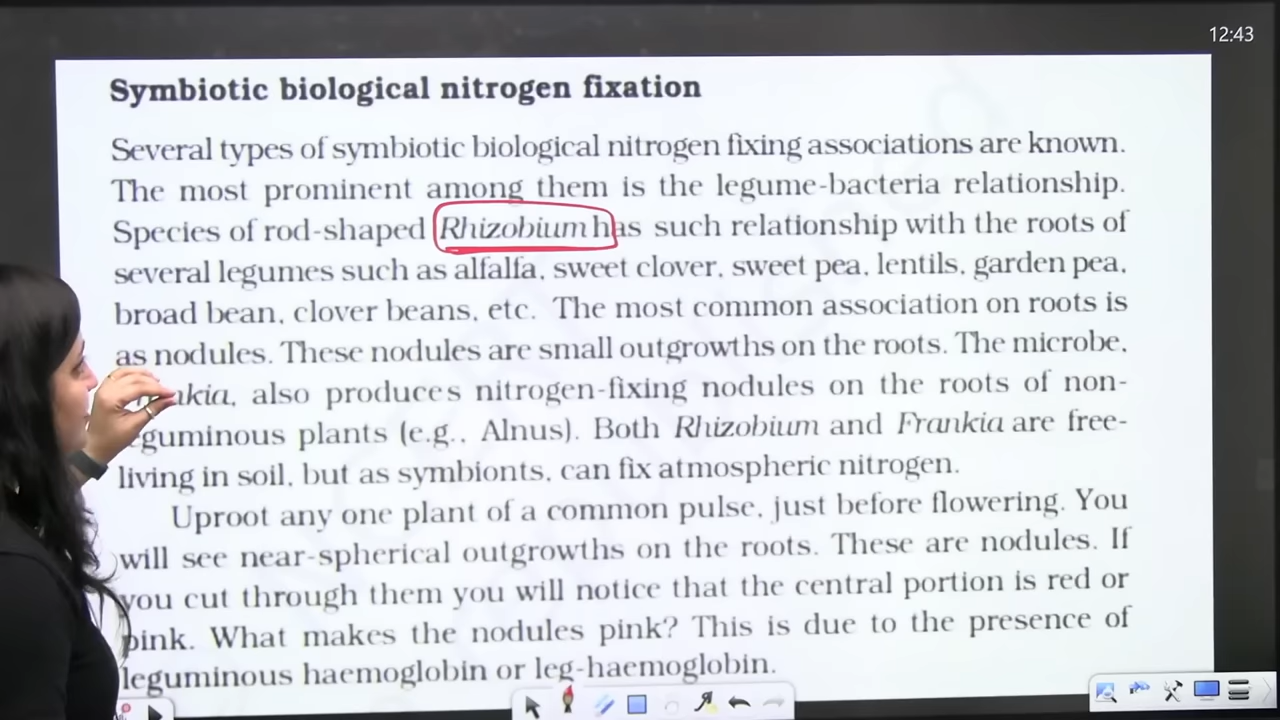 12:43
Symbiotic biological nitrogen fixation
Several types of symbiotic biological nitrogen fixing associations are known.
The most prominent among them is the legume-bacteria relationship.
Species of rod-shaped Rhizobium has such relationship with the roots of
several legumes such as alfalfa, sweet clover, sweet pea, lentils, garden pea,
broad bean, clover beans, etc. The most common association on roots is
as nodules. These nodules are small outgrowths on the roots. The microbe,
also produces nitrogen-fixing nodules on the roots of non-
plants (e.g., Alnus). Both Rhizobium and Frankia are free-
living in soil, but as symbionts, can fix atmospheric nitrogen.
Uproot any one plant of a common pulse, just before flowering. You
will see near-spherical outgrowths on the roots. These are nodules. If
you cut through them you will notice that the central portion is red or
pink. What makes the nodules pink? This is due to the presence of
leguminous haemoglobin or leg-haemoglobin.